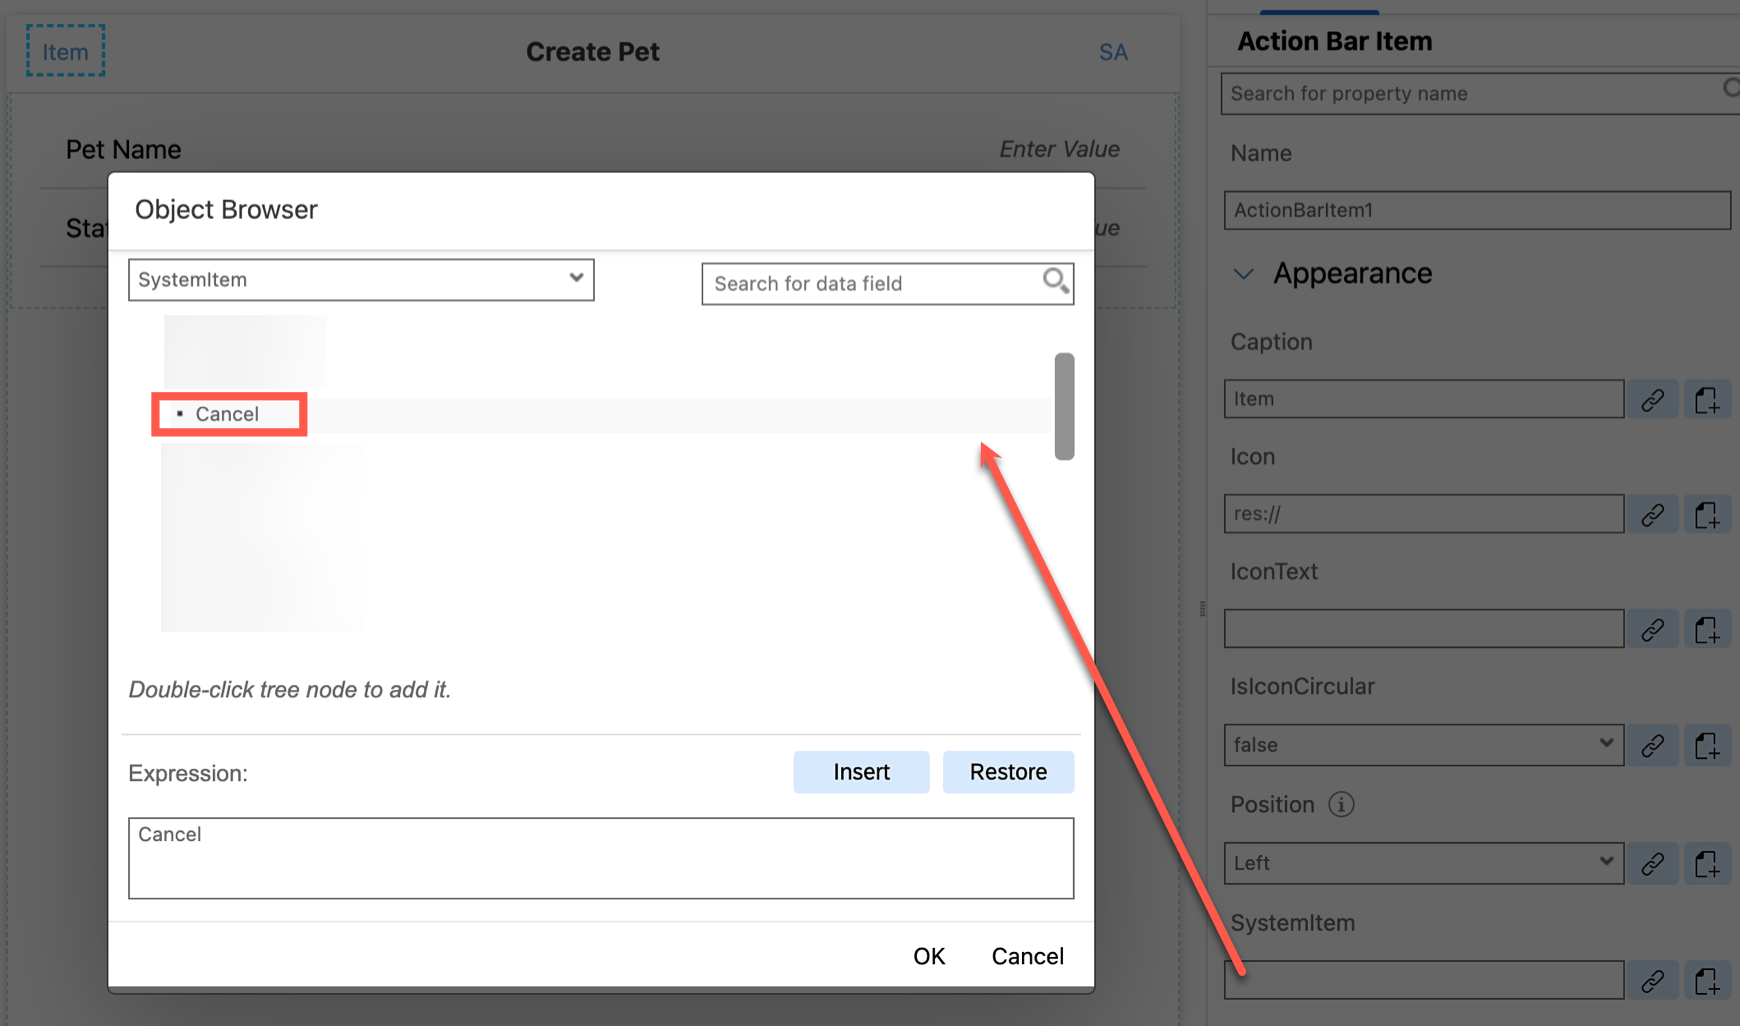 Item
Create Pet
SA
Pet Name
Enter Value
Sta
ue
Object Browser
SystemItem
Search for data field
Cancel
Double-click tree node to add it.
Expression:
Insert
Restore
Cancel
OK
Cancel
Action Bar Item
Search for property name
Name
ActionBarItem1
Appearance
Caption
Item
Icon
res://
IconText
IsIconCircular
false
Position
Left
SystemItem